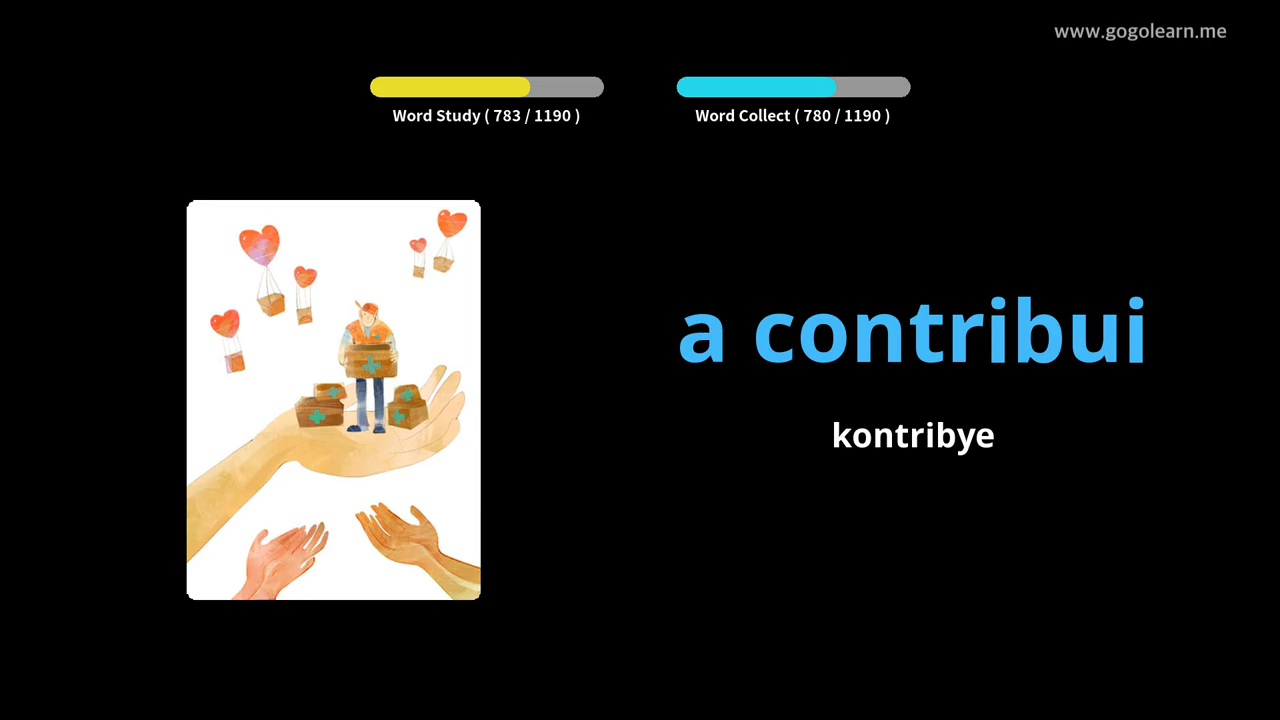 www.gogolearn.me
Word Study ( 783 / 1190 )
Word Collect ( 780 / 1190 )
a contribui
kontribye